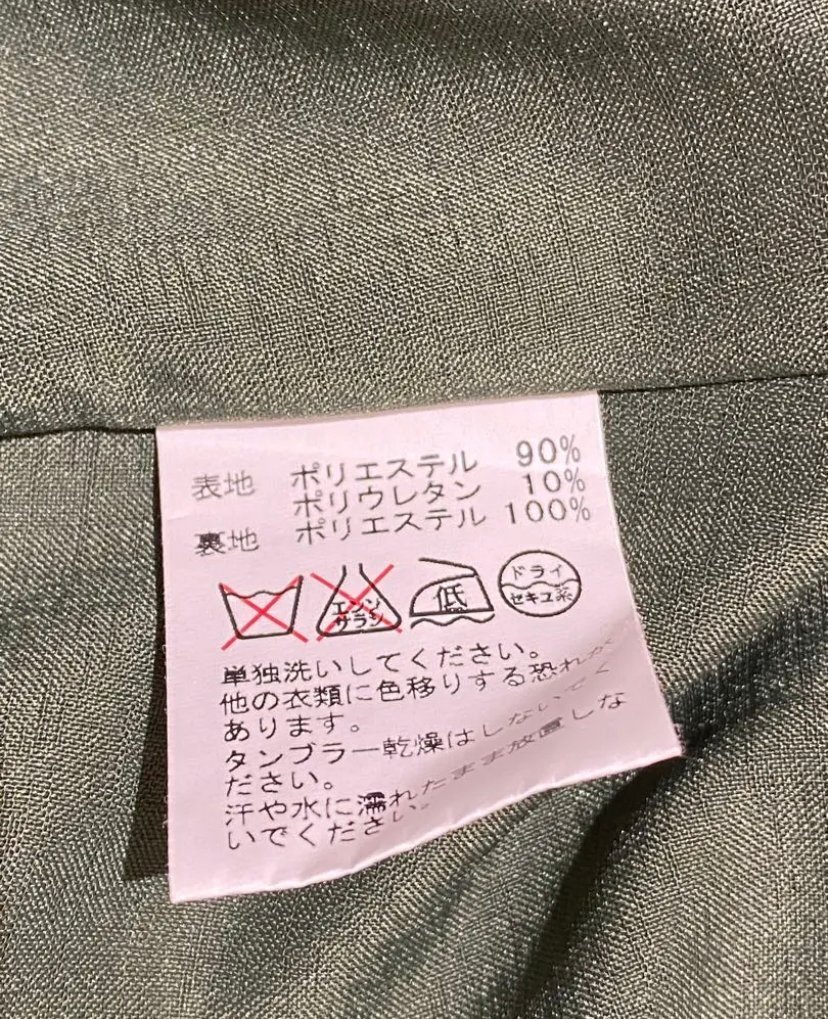 表地 ポリエステル 90%
ポリウレタン 10%
裏地 ポリエステル 100%
エンソ
サラシ
低
ドライ
セキユ系
単独洗いしてください。
他の衣類に色移りする恐れが
あります。
タンブラー乾燥はしないでく
ださい。
汗や水に濡れたまま放置しな
いでください。